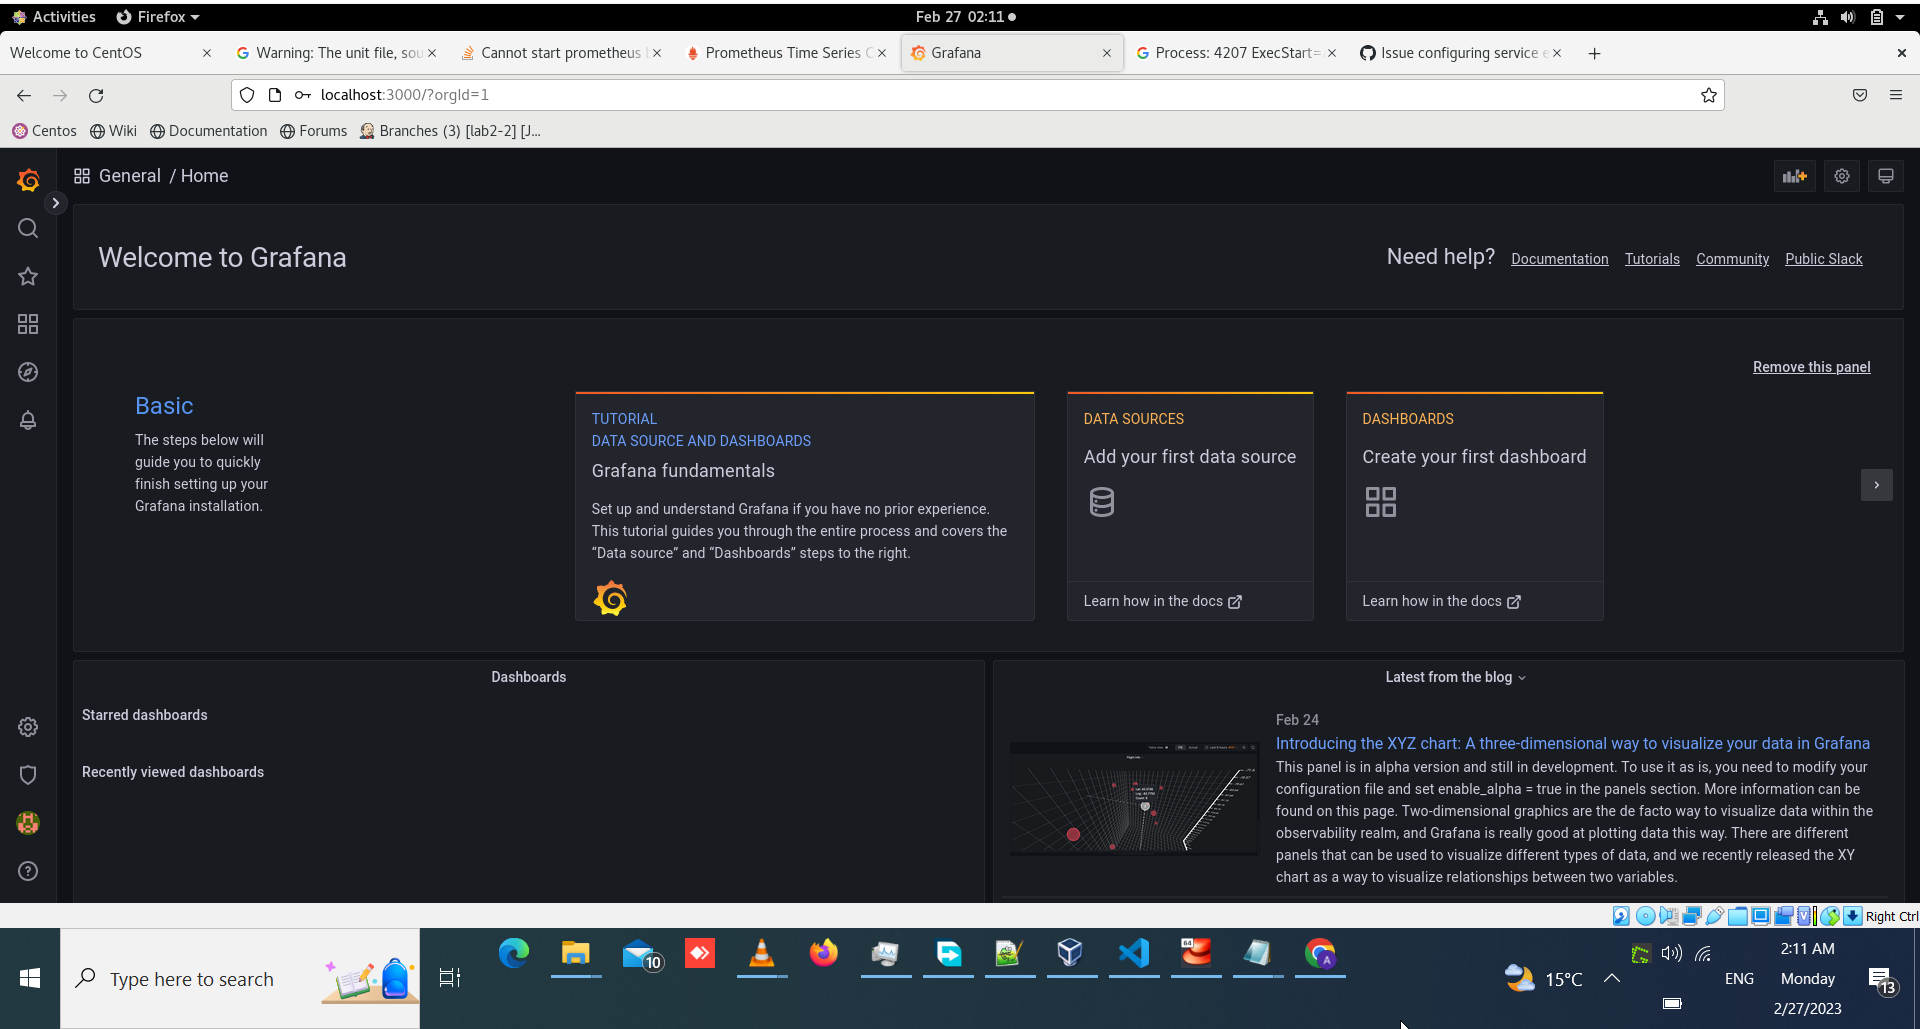 Activities Firefox Feb 27 02:11
Welcome to CentOS Warning: The unit file, sou Cannot start prometheus Prometheus Time Series Grafana Process: 4207 ExecStart= Issue configuring service
localhost:3000/?orgId=1
Centos Wiki Documentation Forums Branches (3) [lab2-2] [J...
General / Home
Welcome to Grafana
Need help? Documentation Tutorials Community Public Slack
Remove this panel
Basic
The steps below will
guide you to quickly
finish setting up your
Grafana installation.
TUTORIAL
DATA SOURCE AND DASHBOARDS
Grafana fundamentals
Set up and understand Grafana if you have no prior experience.
This tutorial guides you through the entire process and covers the
“Data source” and “Dashboards” steps to the right.
DATA SOURCES
Add your first data source
Learn how in the docs
DASHBOARDS
Create your first dashboard
Learn how in the docs
Dashboards
Starred dashboards
Recently viewed dashboards
Latest from the blog
Feb 24
Introducing the XYZ chart: A three-dimensional way to visualize your data in Grafana
This panel is in alpha version and still in development. To use it as is, you need to modify your
configuration file and set enable_alpha = true in the panels section. More information can be
found on this page. Two-dimensional graphics are the de facto way to visualize data within the
observability realm, and Grafana is really good at plotting data this way. There are different
panels that can be used to visualize different types of data, and we recently released the XY
chart as a way to visualize relationships between two variables.
Right Ctrl
Type here to search
10
64
A
15°C
ENG
2:11 AM
Monday
2/27/2023
13